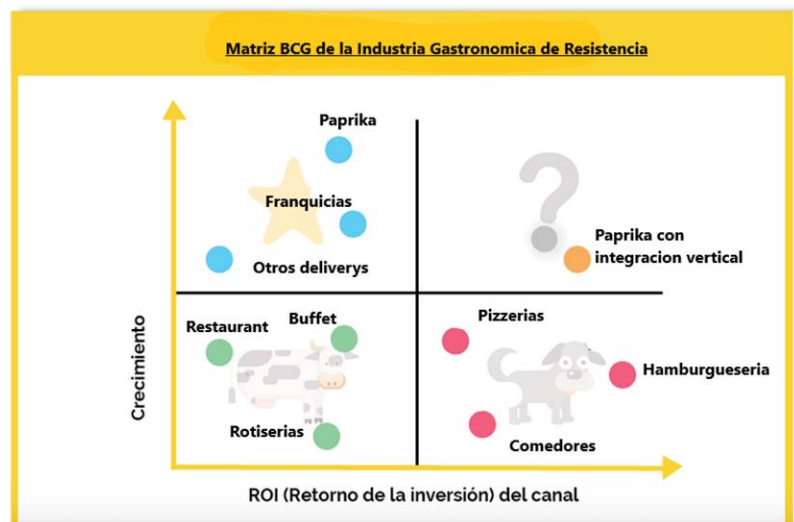 Matriz BCG de la Industria Gastronomica de Resistencia
Paprika
Franquicias
Otros deliverys
?
Paprika con
integracion vertical
Restaurant
Buffet
Rotiserias
Pizzerias
Hamburgueseria
Comedores
Crecimiento
ROI (Retorno de la inversión) del canal